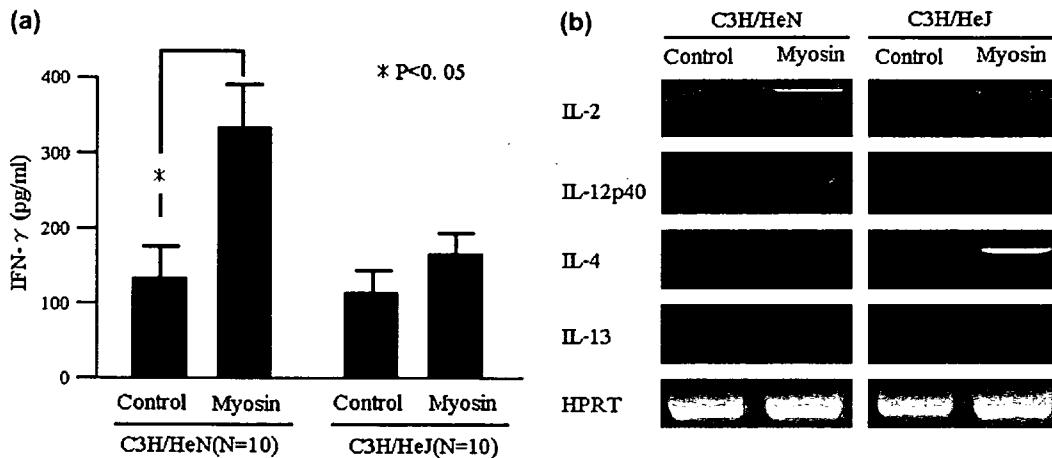 (a)
* P<0. 05
400
300
200
100
0
IFN- γ (pg/ml)
*
Control Myosin Control Myosin
C3H/HeN(N=10) C3H/HeJ(N=10)
(b)
C3H/HeN C3H/HeJ
Control Myosin Control Myosin
IL-2
IL-12p40
IL-4
IL-13
HPRT